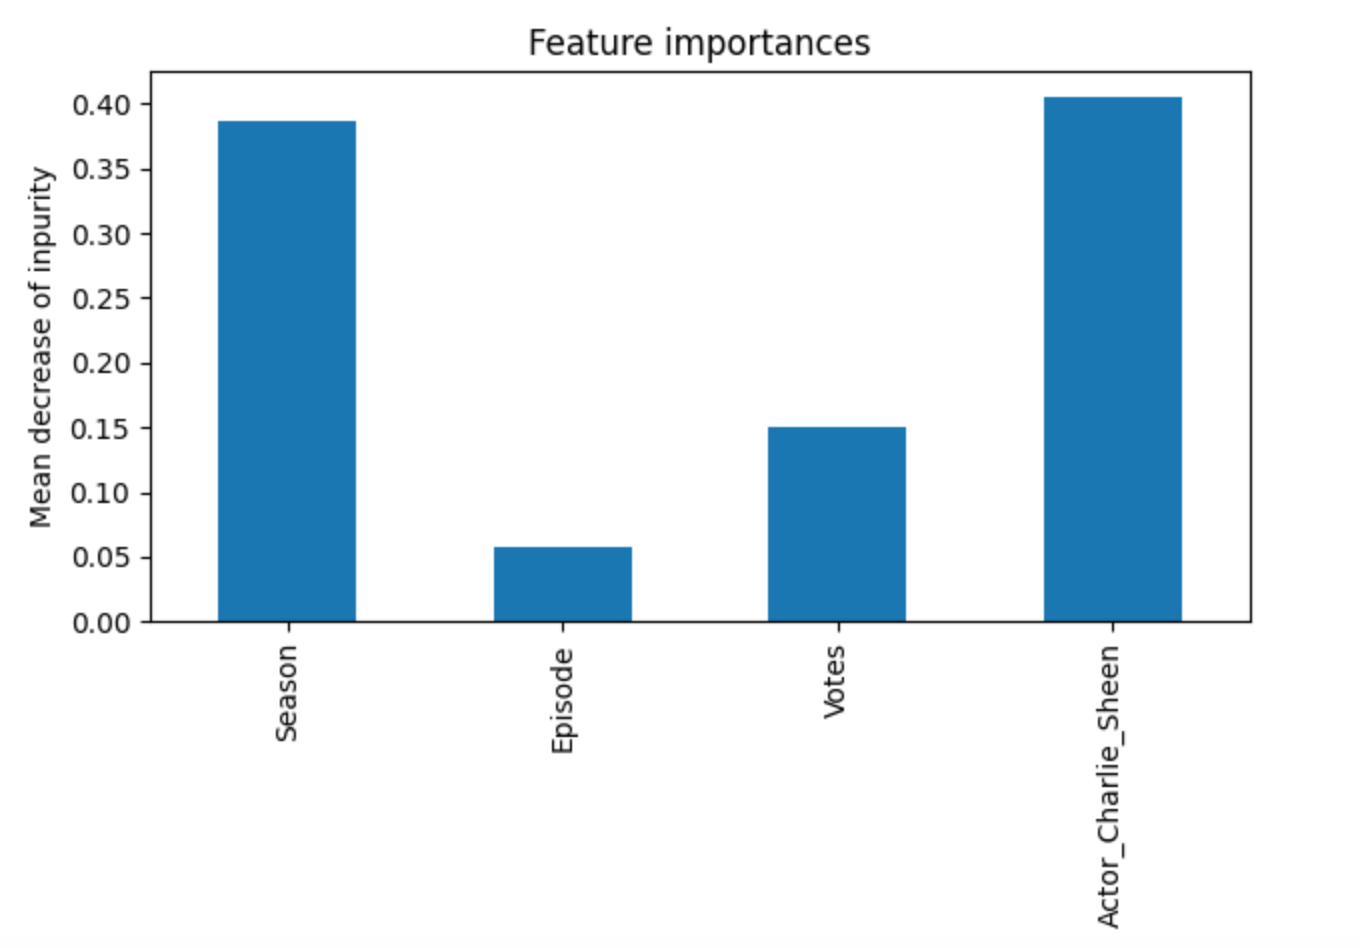 Feature importances
Mean decrease of inpurity
0.40
0.35
0.30
0.25
0.20
0.15
0.10
0.05
0.00
Season
Episode
Votes
Actor_Charlie_Sheen